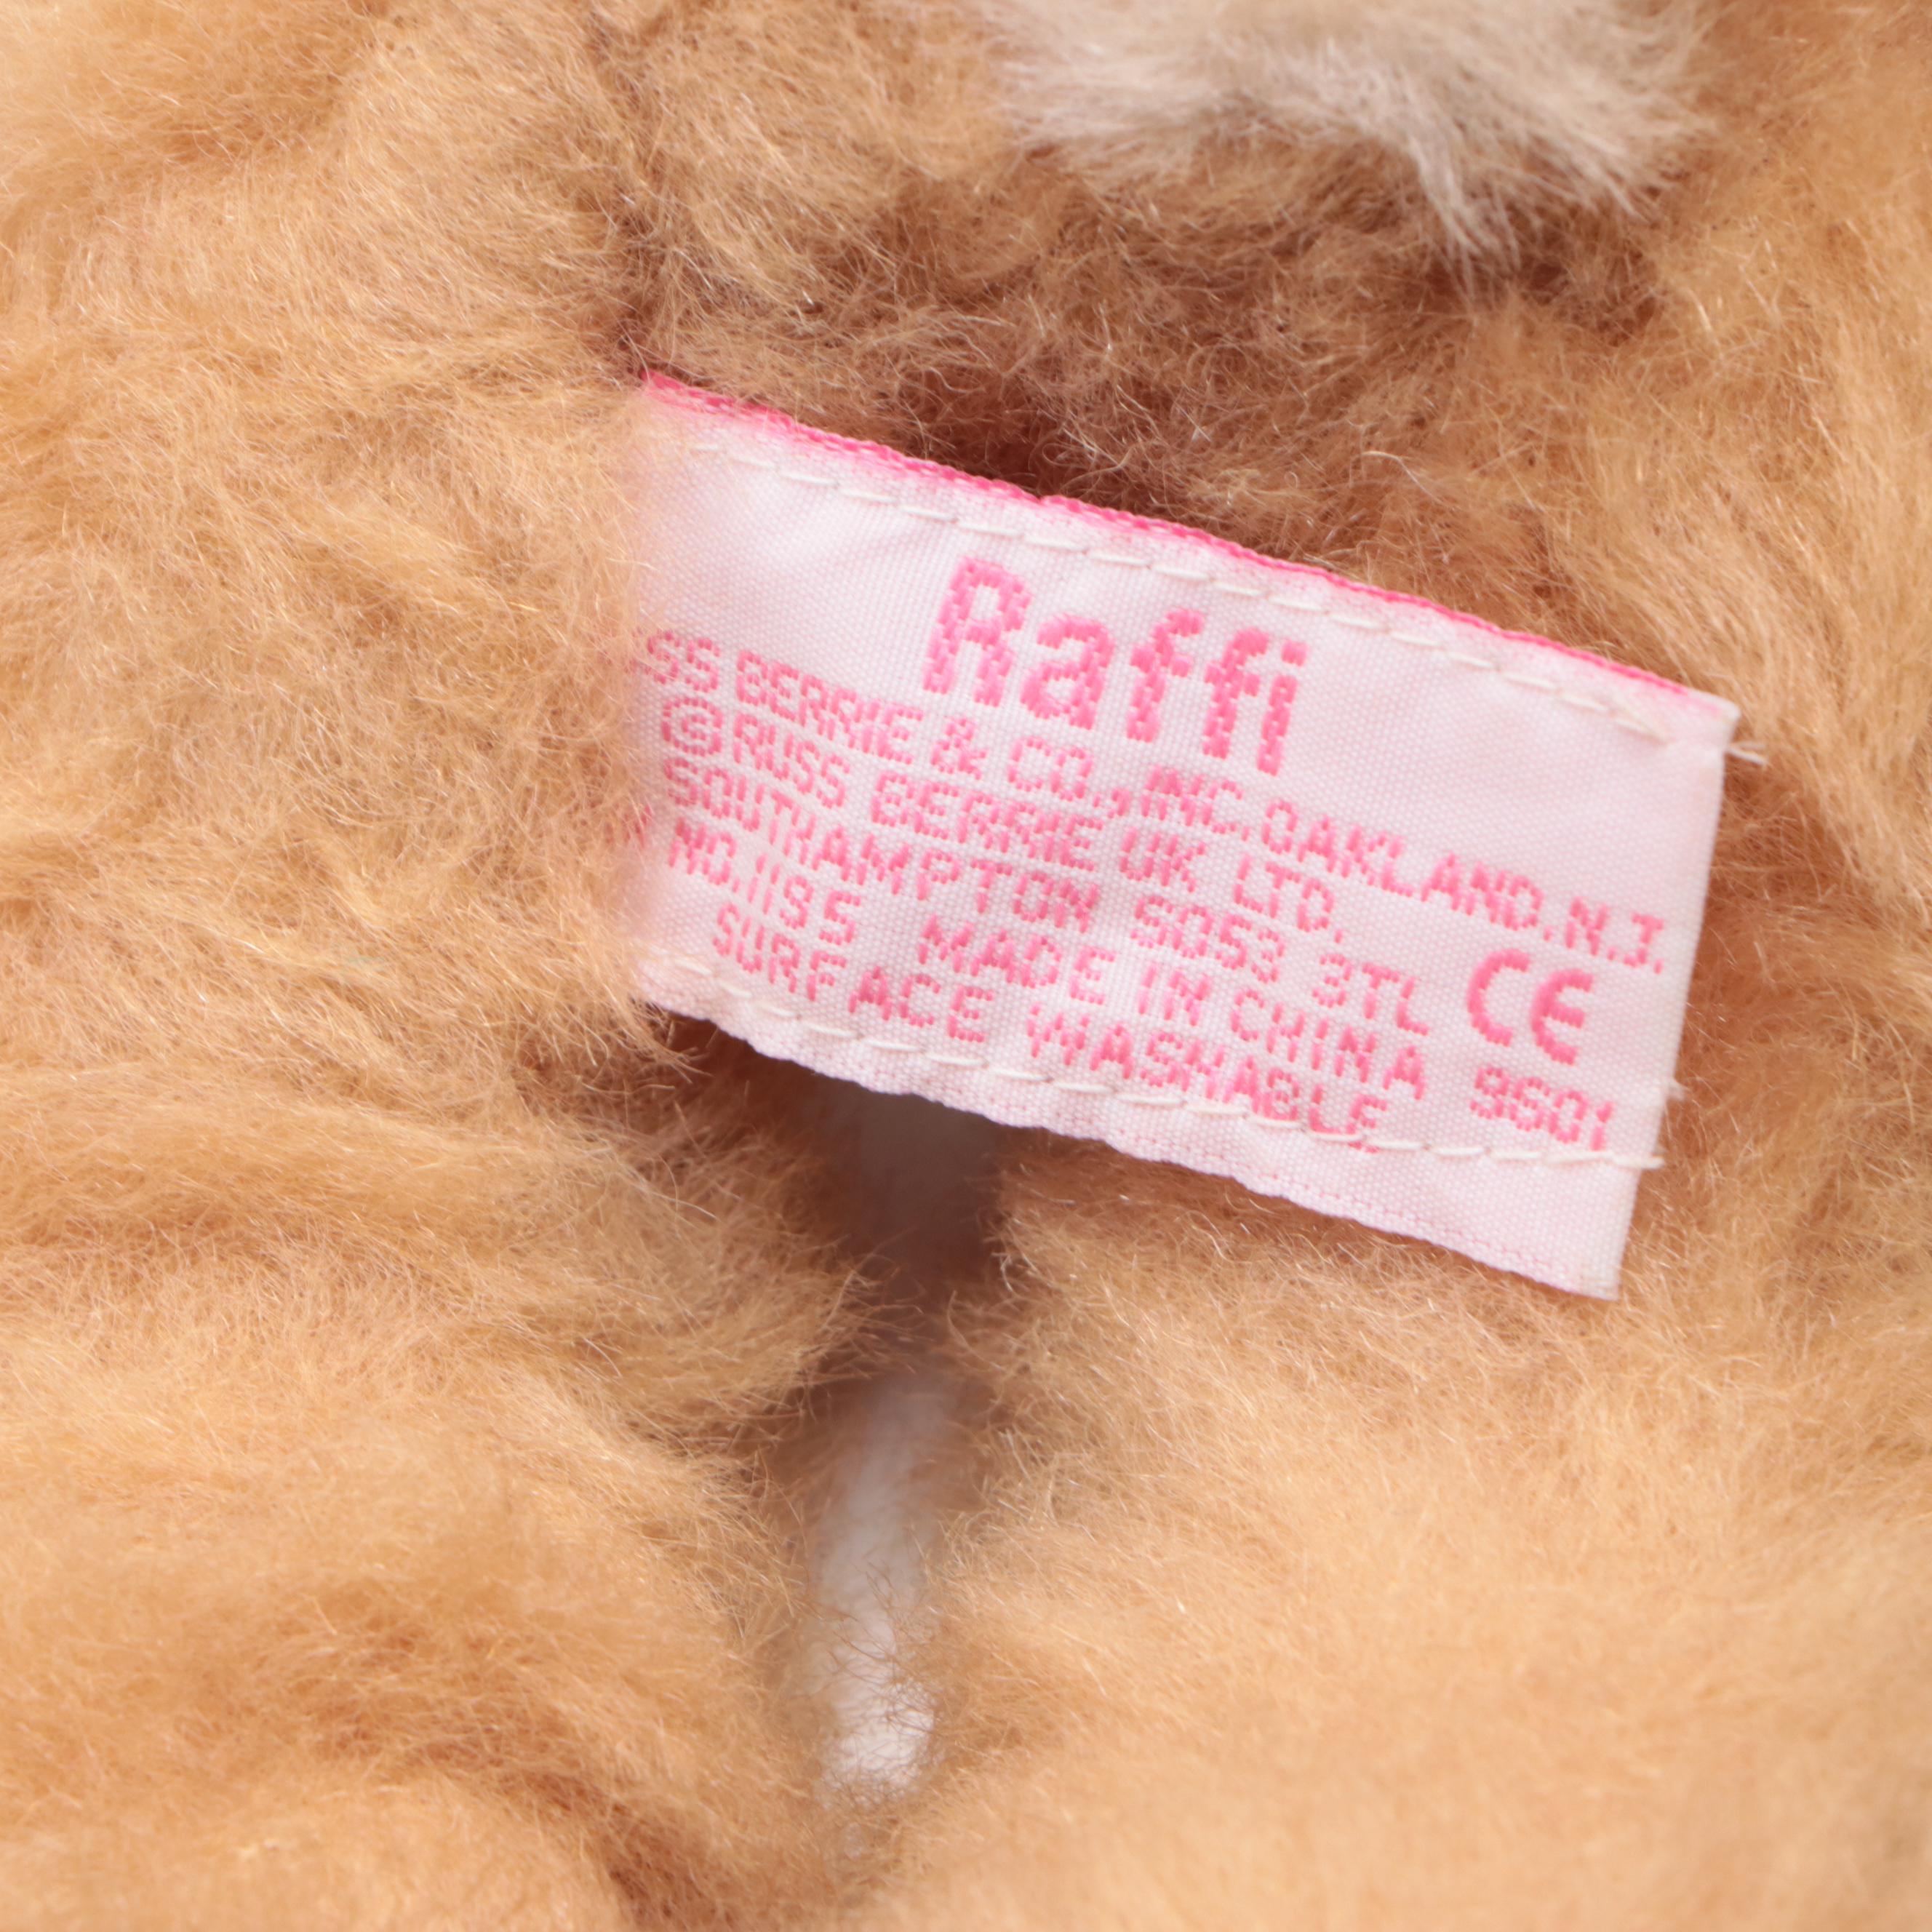 Raffi
SS BERRIE & CO., INC. OAKLAND. N.J.
© RUSS BERRIE UK LTD.
SOUTHAMPTON SO53 3TL CE
NO.1195 MADE IN CHINA 9601
SURFACE WASHABLE